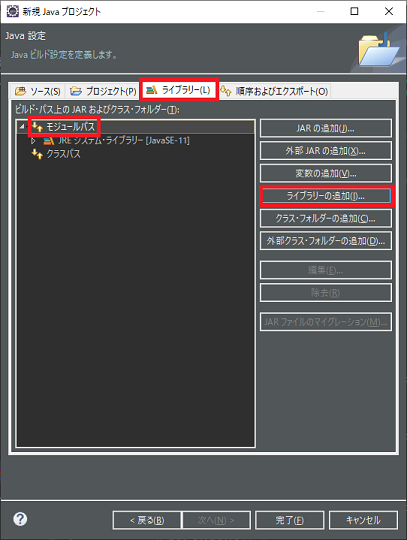 新規 Java プロジェクト
Java 設定
Java ビルド設定を定義します。
ソース(S)
プロジェクト(P)
ライブラリー(L)
順序およびエクスポート(O)
ビルド・パス上の JAR およびクラス・フォルダー(T):
モジュールパス
JRE システム・ライブラリー [JavaSE-11]
クラスパス
JAR の追加(J)...
外部 JAR の追加(X)...
変数の追加(V)...
ライブラリーの追加(I)...
クラス・フォルダーの追加(C)...
外部クラス・フォルダーの追加(D)...
編集(E)...
除去(R)
JAR ファイルのマイグレーション(M)...
?
< 戻る(B)
次へ(N) >
完了(F)
キャンセル